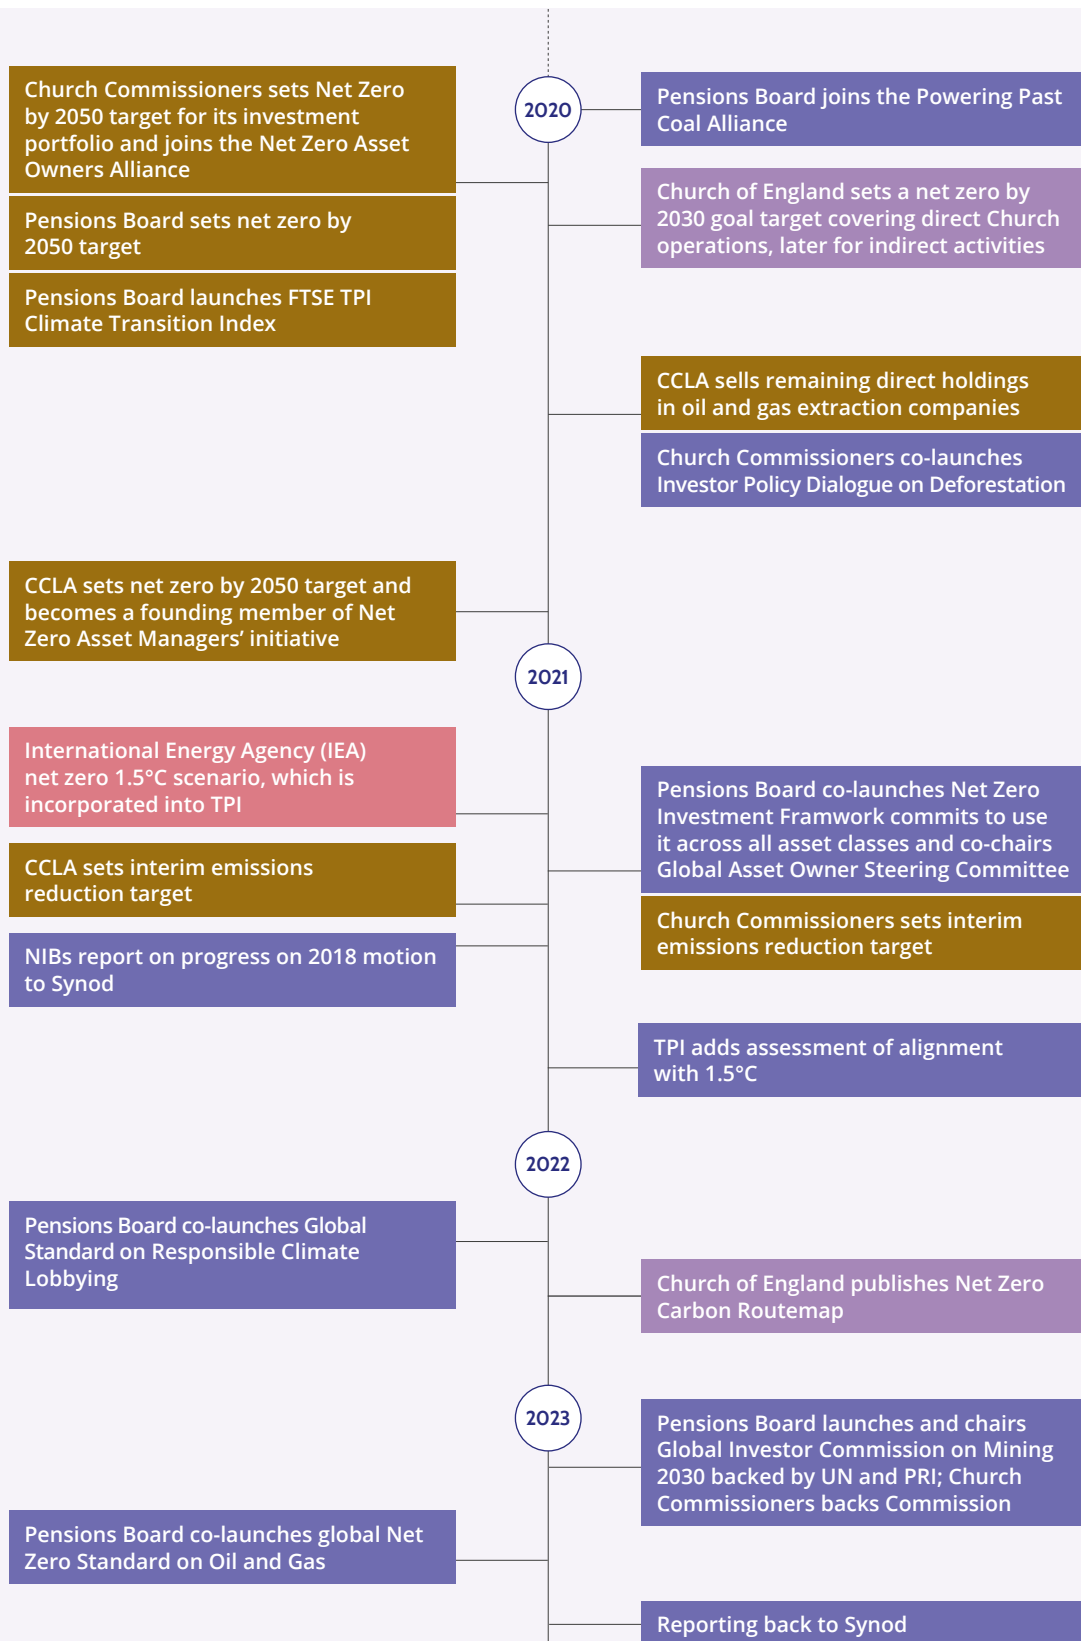 2020
Church Commissioners sets Net Zero
by 2050 target for its investment
portfolio and joins the Net Zero Asset
Owners Alliance
Pensions Board sets net zero by
2050 target
Pensions Board launches FTSE TPI
Climate Transition Index
Pensions Board joins the Powering Past
Coal Alliance
Church of England sets a net zero by
2030 goal target covering direct Church
operations, later for indirect activities
CCLA sells remaining direct holdings
in oil and gas extraction companies
Church Commissioners co-launches
Investor Policy Dialogue on Deforestation
CCLA sets net zero by 2050 target and
becomes a founding member of Net
Zero Asset Managers’ initiative
2021
International Energy Agency (IEA)
net zero 1.5°C scenario, which is
incorporated into TPI
CCLA sets interim emissions
reduction target
NIBs report on progress on 2018 motion
to Synod
Pensions Board co-launches Net Zero
Investment Framwork commits to use
it across all asset classes and co-chairs
Global Asset Owner Steering Committee
Church Commissioners sets interim
emissions reduction target
TPI adds assessment of alignment
with 1.5°C
2022
Pensions Board co-launches Global
Standard on Responsible Climate
Lobbying
Church of England publishes Net Zero
Carbon Routemap
2023
Pensions Board launches and chairs
Global Investor Commission on Mining
2030 backed by UN and PRI; Church
Commissioners backs Commission
Pensions Board co-launches global Net
Zero Standard on Oil and Gas
Reporting back to Synod